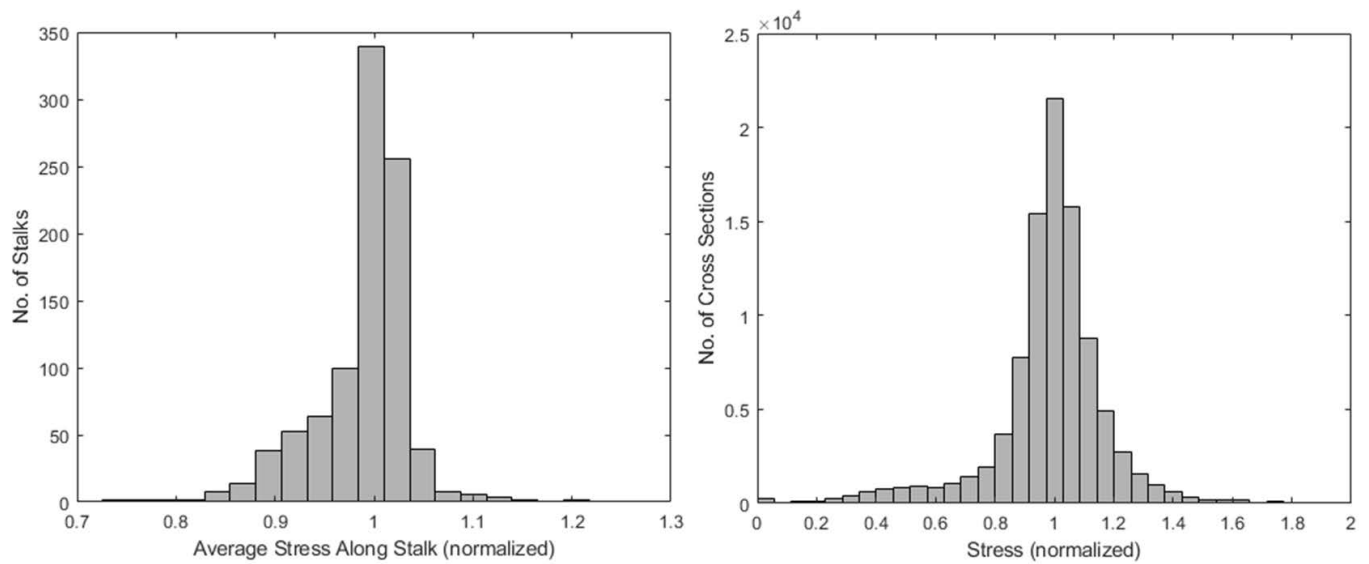 350
300
250
200
150
100
50
0
No. of Stalks
0.7 0.8 0.9 1 1.1 1.2 1.3
Average Stress Along Stalk (normalized)
×10⁴
2.5
2
1.5
1
0.5
0
No. of Cross Sections
0 0.2 0.4 0.6 0.8 1 1.2 1.4 1.6 1.8 2
Stress (normalized)